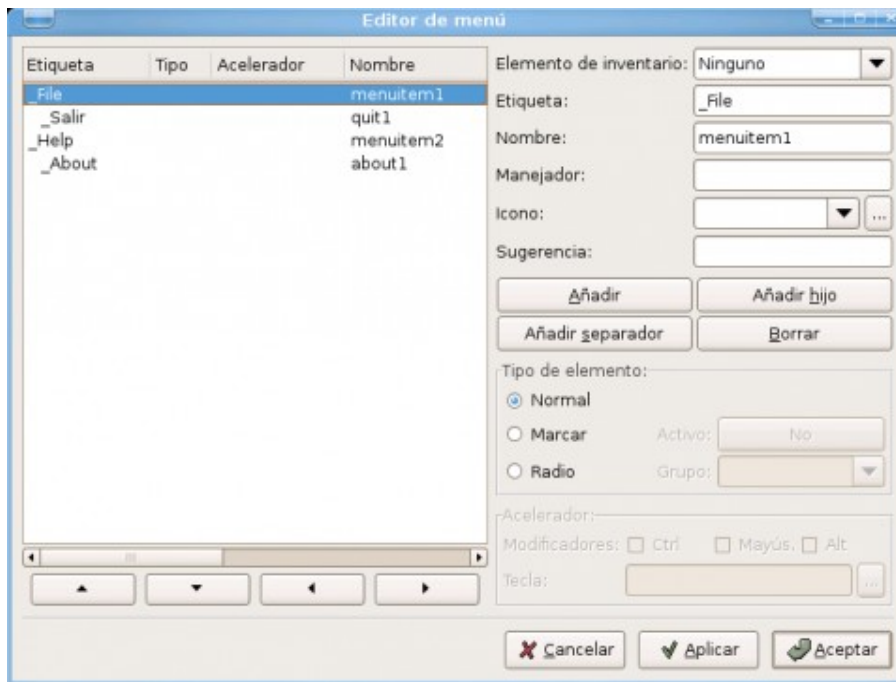 Editor de menú
Etiqueta Tipo Acelerador Nombre
_File menuitem1
_Salir quit1
_Help menuitem2
_About about1
Elemento de inventario: Ninguno
Etiqueta: _File
Nombre: menuitem1
Manejador:
Icono: ...
Sugerencia:
Añadir Añadir hijo
Añadir separador Borrar
Tipo de elemento:
Normal
Marcar Activo: No
Radio Grupo:
Acelerador:
Modificadores: Ctrl Mayús. Alt
Tecla: ...
Cancelar Aplicar Aceptar